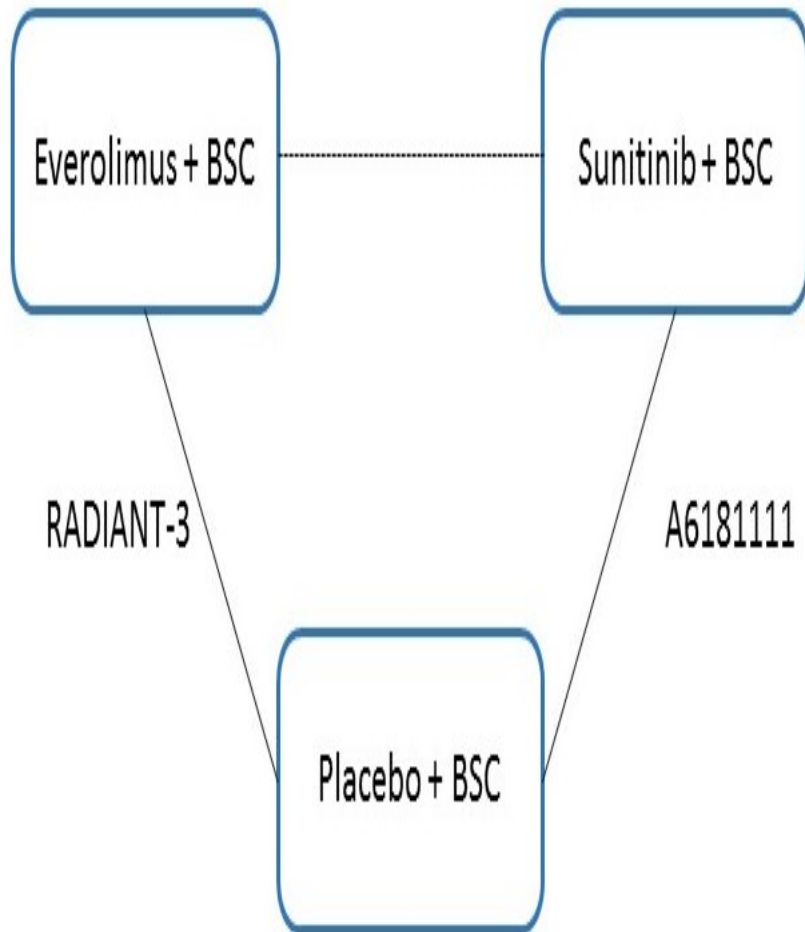 Everolimus + BSC
Sunitinib + BSC
RADIANT-3
A6181111
Placebo + BSC